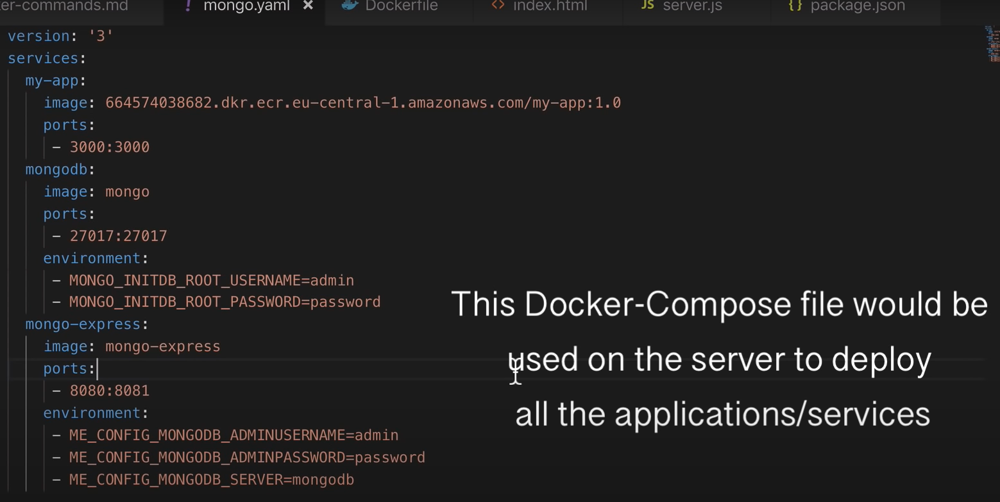 er-commands.md
! mongo.yaml ×
Dockerfile
<> index.html
JS server.js
{} package.json
version: '3'
services:
my-app:
image: 664574038682.dkr.ecr.eu-central-1.amazonaws.com/my-app:1.0
ports:
- 3000:3000
mongodb:
image: mongo
ports:
- 27017:27017
environment:
- MONGO_INITDB_ROOT_USERNAME=admin
- MONGO_INITDB_ROOT_PASSWORD=password
mongo-express:
image: mongo-express
ports:
- 8080:8081
environment:
- ME_CONFIG_MONGODB_ADMINUSERNAME=admin
- ME_CONFIG_MONGODB_ADMINPASSWORD=password
- ME_CONFIG_MONGODB_SERVER=mongodb
This Docker-Compose file would be
used on the server to deploy
all the applications/services